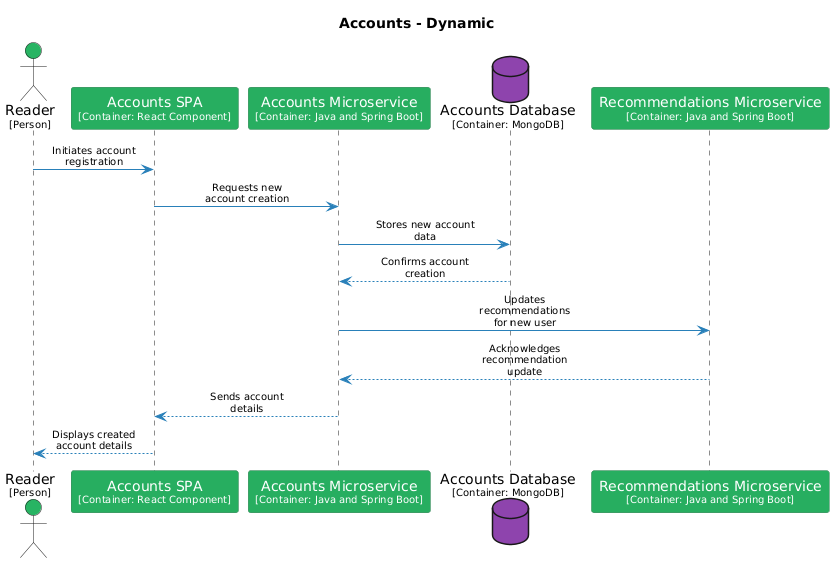 Accounts - Dynamic
Reader
[Person]
Accounts SPA
[Container: React Component]
Accounts Microservice
[Container: Java and Spring Boot]
Accounts Database
[Container: MongoDB]
Recommendations Microservice
[Container: Java and Spring Boot]
Initiates account
registration
Requests new
account creation
Stores new account
data
Confirms account
creation
Updates
recommendations
for new user
Acknowledges
recommendation
update
Sends account
details
Displays created
account details
Reader
[Person]
Accounts SPA
[Container: React Component]
Accounts Microservice
[Container: Java and Spring Boot]
Accounts Database
[Container: MongoDB]
Recommendations Microservice
[Container: Java and Spring Boot]